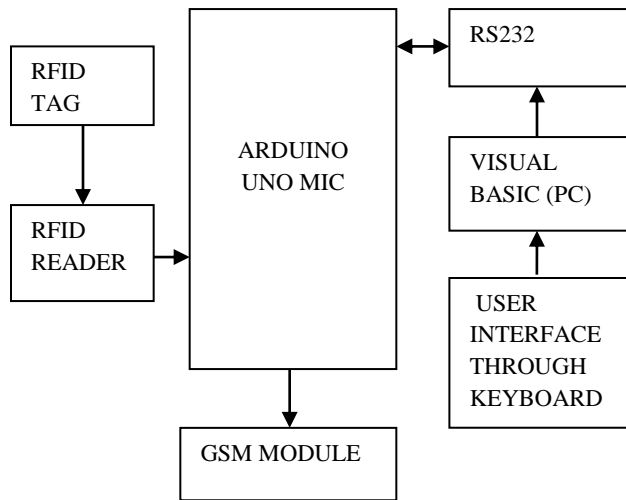 RFID
TAG
RFID
READER
ARDUINO
UNO MIC
GSM MODULE
RS232
VISUAL
BASIC (PC)
USER
INTERFACE
THROUGH
KEYBOARD